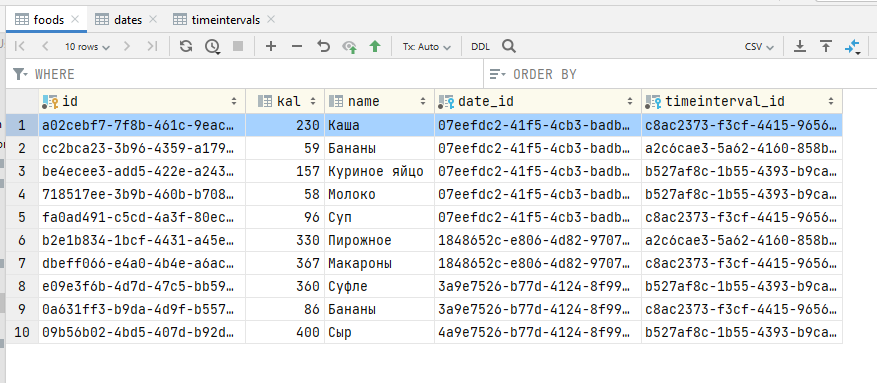 foods dates timeintervals
10 rows Tx: Auto DDL CSV
WHERE ORDER BY
id kal name date_id timeinterval_id
1 a02cebf7-7f8b-461c-9eac… 230 Каша 07eefdc2-41f5-4cb3-badb… c8ac2373-f3cf-4415-9656…
2 cc2bca23-3b96-4359-a179… 59 Бананы 07eefdc2-41f5-4cb3-badb… a2c6cae3-5a62-4160-858b…
3 be4ecee3-add5-422e-a243… 157 Куриное яйцо 07eefdc2-41f5-4cb3-badb… b527af8c-1b55-4393-b9ca…
4 718517ee-3b9b-460b-b708… 58 Молоко 07eefdc2-41f5-4cb3-badb… b527af8c-1b55-4393-b9ca…
5 fa0ad491-c5cd-4a3f-80ec… 96 Суп 07eefdc2-41f5-4cb3-badb… c8ac2373-f3cf-4415-9656…
6 b2e1b834-1bcf-4431-a45e… 330 Пирожное 1848652c-e806-4d82-9707… a2c6cae3-5a62-4160-858b…
7 dbeff066-e4a0-4b4e-a6ac… 367 Макароны 1848652c-e806-4d82-9707… c8ac2373-f3cf-4415-9656…
8 e09e3f6b-4d7d-47c5-bb59… 360 Суфле 3a9e7526-b77d-4124-8f99… b527af8c-1b55-4393-b9ca…
9 0a631ff3-b9da-4d9f-b557… 86 Бананы 3a9e7526-b77d-4124-8f99… c8ac2373-f3cf-4415-9656…
10 09b56b02-4bd5-407d-b92d… 400 Сыр 4a9e7526-b77d-4124-8f99… b527af8c-1b55-4393-b9ca…